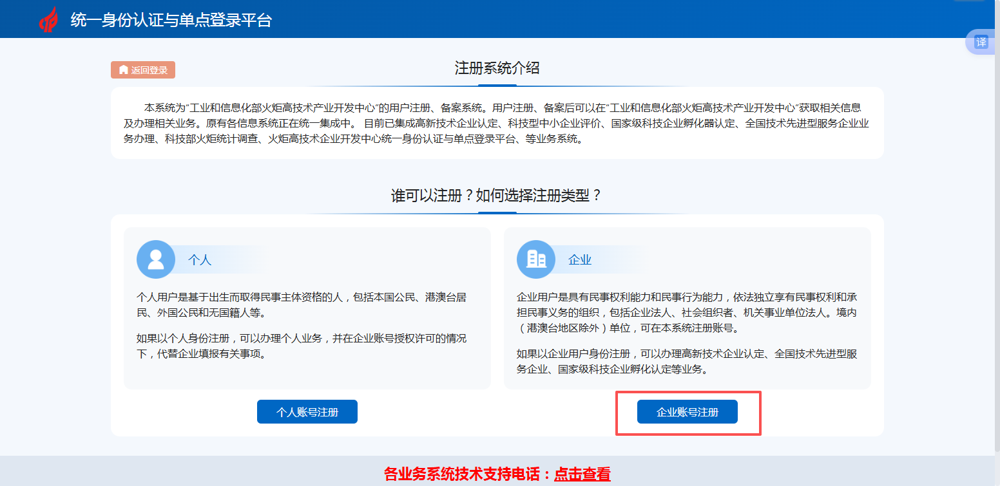 统一身份认证与单点登录平台
译
返回登录
注册系统介绍
本系统为“工业和信息化部火炬高技术产业开发中心”的用户注册、备案系统。用户注册、备案后可以在“工业和信息化部火炬高技术产业开发中心”获取相关信息
及办理相关业务。原有各信息系统正在统一集成中。 目前已集成高新技术企业认定、科技型中小企业评价、国家级科技企业孵化器认定、全国技术先进型服务企业业
务办理、科技部火炬统计调查、火炬高技术企业开发中心统一身份认证与单点登录平台、等业务系统。
谁可以注册？如何选择注册类型？
个人
个人用户是基于出生而取得民事主体资格的人，包括本国公民、港澳台居
民、外国公民和无国籍人等。
如果以个人身份注册，可以办理个人业务，并在企业账号授权许可的情况
下，代替企业填报有关事项。
个人账号注册
企业
企业用户是具有民事权利能力和民事行为能力，依法独立享有民事权利和承
担民事义务的组织，包括企业法人、社会组织者、机关事业单位法人。境内
（港澳台地区除外）单位，可在本系统注册账号。
如果以企业用户身份注册，可以办理高新技术企业认定、全国技术先进型服
务企业、国家级科技企业孵化认定等业务。
企业账号注册
各业务系统技术支持电话：点击查看